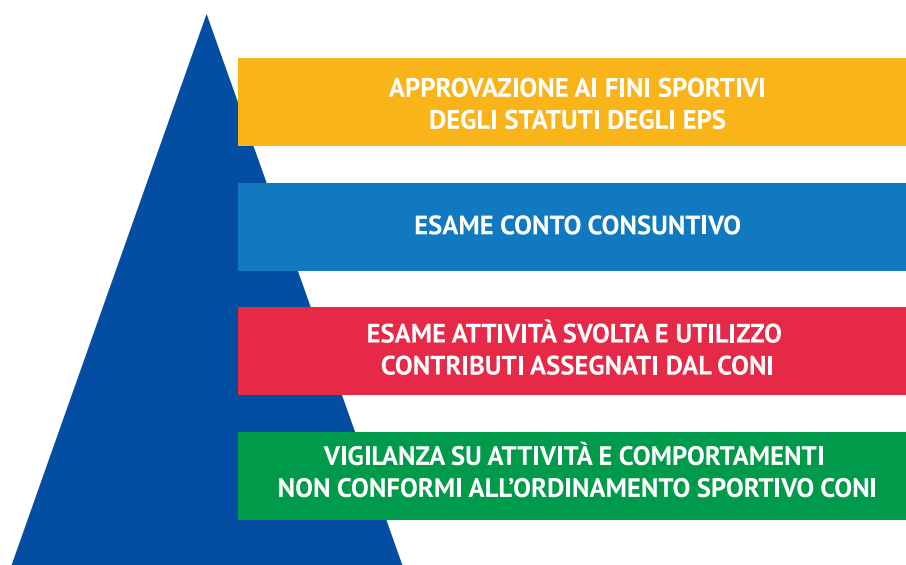 APPROVAZIONE AI FINI SPORTIVI
DEGLI STATUTI DEGLI EPS
ESAME CONTO CONSUNTIVO
ESAME ATTIVITÀ SVOLTA E UTILIZZO
CONTRIBUTI ASSEGNATI DAL CONI
VIGILANZA SU ATTIVITÀ E COMPORTAMENTI
NON CONFORMI ALL'ORDINAMENTO SPORTIVO CONI